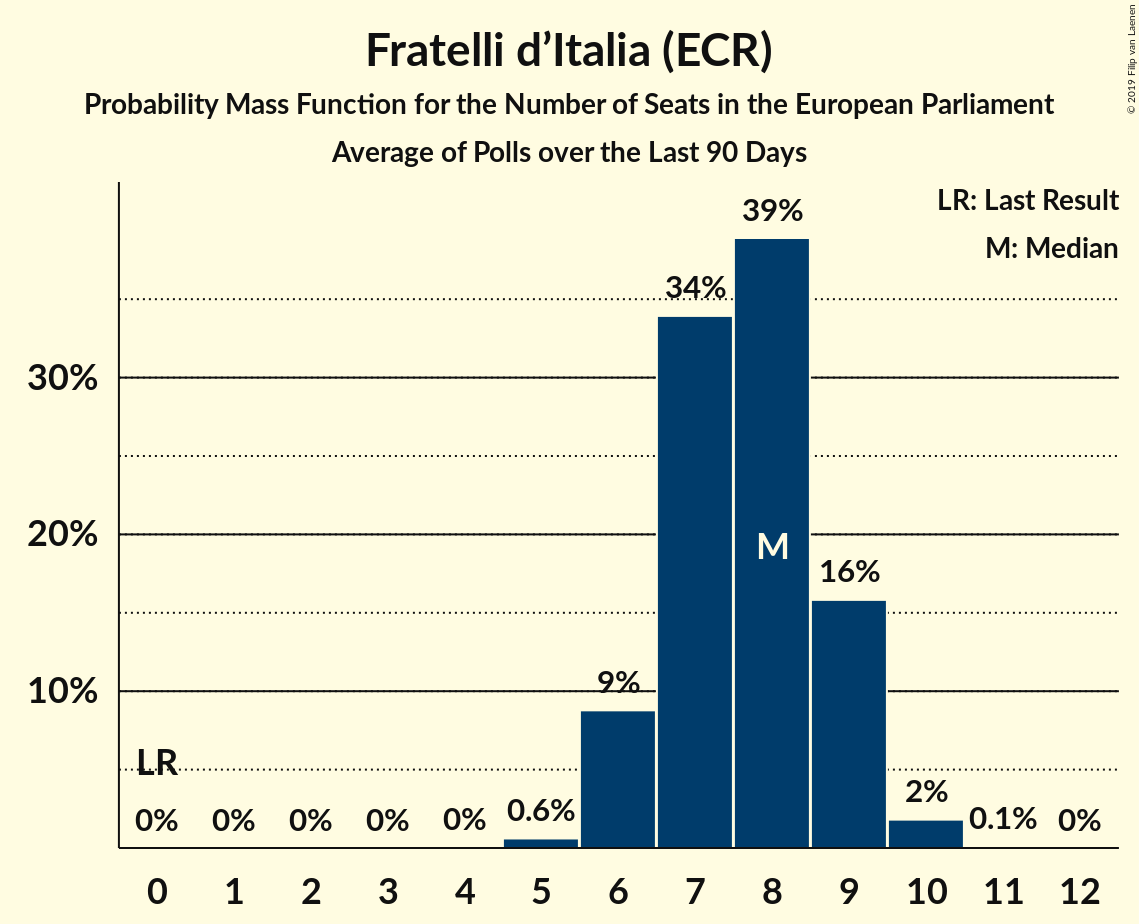 © 2019 Filip van Laenen
Fratelli d’Italia (ECR)
Probability Mass Function for the Number of Seats in the European Parliament
Average of Polls over the Last 90 Days
LR: Last Result
M: Median
30%
20%
10%
LR
0%
0%
0%
0%
0%
0.6%
9%
34%
39%
M
16%
2%
0.1%
0%
0 1 2 3 4 5 6 7 8 9 10 11 12